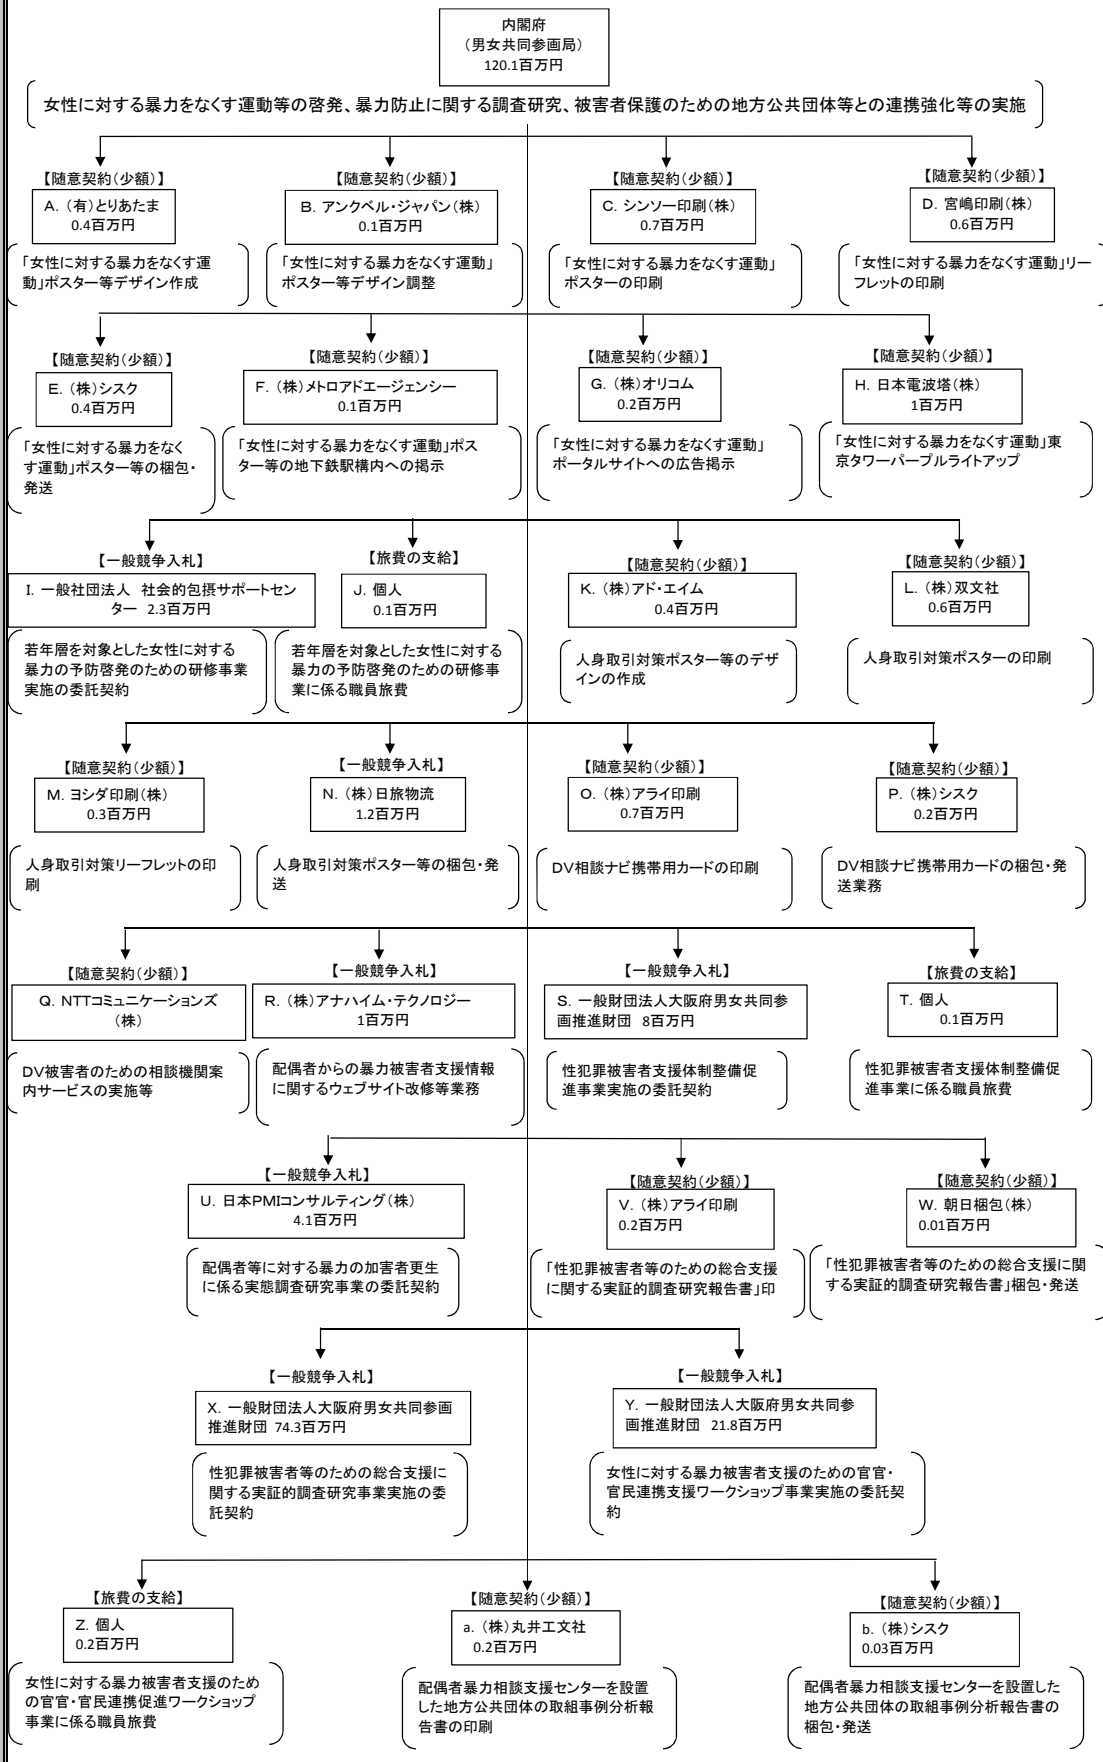 内閣府
(男女共同参画局)
120.1百万円
女性に対する暴力をなくす運動等の啓発、暴力防止に関する調査研究、被害者保護のための地方公共団体等との連携強化等の実施
【随意契約(少額)】
A. (有)とりあたま
0.4百万円
「女性に対する暴力をなくす運
動」ポスター等デザイン作成
【随意契約(少額)】
B. アンクベル・ジャパン(株)
0.1百万円
「女性に対する暴力をなくす運動」
ポスター等デザイン調整
【随意契約(少額)】
C. シンソー印刷(株)
0.7百万円
「女性に対する暴力をなくす運動」
ポスターの印刷
【随意契約(少額)】
D. 宮嶋印刷(株)
0.6百万円
「女性に対する暴力をなくす運動」リー
フレットの印刷
【随意契約(少額)】
E. (株)シスク
0.4百万円
「女性に対する暴力をなく
す運動」ポスター等の梱包・
発送
【随意契約(少額)】
F. (株)メトロアドエージェンシー
0.1百万円
「女性に対する暴力をなくす運動」ポス
ター等の地下鉄駅構内への掲示
【随意契約(少額)】
G. (株)オリコム
0.2百万円
「女性に対する暴力をなくす運動」
ポータルサイトへの広告掲示
【随意契約(少額)】
H. 日本電波塔(株)
1百万円
「女性に対する暴力をなくす運動」東
京タワーパープルライトアップ
【一般競争入札】
I. 一般社団法人 社会的包摂サポートセン
ター 2.3百万円
若年層を対象とした女性に対する
暴力の予防啓発のための研修事業
実施の委託契約
【旅費の支給】
J. 個人
0.1百万円
若年層を対象とした女性に対する
暴力の予防啓発のための研修事
業に係る職員旅費
【随意契約(少額)】
K. (株)アド・エイム
0.4百万円
人身取引対策ポスター等のデザ
インの作成
【随意契約(少額)】
L. (株)双文社
0.6百万円
人身取引対策ポスターの印刷
【随意契約(少額)】
M. ヨシダ印刷(株)
0.3百万円
人身取引対策リーフレットの印
刷
【一般競争入札】
N. (株)日旅物流
1.2百万円
人身取引対策ポスター等の梱包・発
送
【随意契約(少額)】
O. (株)アライ印刷
0.7百万円
DV相談ナビ携帯用カードの印刷
【随意契約(少額)】
P. (株)シスク
0.2百万円
DV相談ナビ携帯用カードの梱包・発
送業務
【随意契約(少額)】
Q. NTTコミュニケーションズ
(株)
DV被害者のための相談機関案
内サービスの実施等
【一般競争入札】
R. (株)アナハイム・テクノロジー
1百万円
配偶者からの暴力被害者支援情報
に関するウェブサイト改修等業務
【一般競争入札】
S. 一般財団法人大阪府男女共同参
画推進財団 8百万円
性犯罪被害者支援体制整備促
進事業実施の委託契約
【旅費の支給】
T. 個人
0.1百万円
性犯罪被害者支援体制整備促
進事業に係る職員旅費
【一般競争入札】
U. 日本PMIコンサルティング(株)
4.1百万円
配偶者等に対する暴力の加害者更生
に係る実態調査研究事業の委託契約
【随意契約(少額)】
V. (株)アライ印刷
0.2百万円
「性犯罪被害者等のための総合支援
に関する実証的調査研究報告書」印
【随意契約(少額)】
W. 朝日梱包(株)
0.01百万円
「性犯罪被害者等のための総合支援に関
する実証的調査研究報告書」梱包・発送
【一般競争入札】
X. 一般財団法人大阪府男女共同参画
推進財団 74.3百万円
性犯罪被害者等のための総合支援に
関する実証的調査研究事業実施の委
託契約
【一般競争入札】
Y. 一般財団法人大阪府男女共同参
画推進財団 21.8百万円
女性に対する暴力被害者支援のための官官・
官民連携支援ワークショップ事業実施の委託契
約
【旅費の支給】
Z. 個人
0.2百万円
女性に対する暴力被害者支援のため
の官官・官民連携促進ワークショップ
事業に係る職員旅費
【随意契約(少額)】
a. (株)丸井工文社
0.2百万円
配偶者暴力相談支援センターを設置
した地方公共団体の取組事例分析報
告書の印刷
【随意契約(少額)】
b. (株)シスク
0.03百万円
配偶者暴力相談支援センターを設置した
地方公共団体の取組事例分析報告書の
梱包・発送